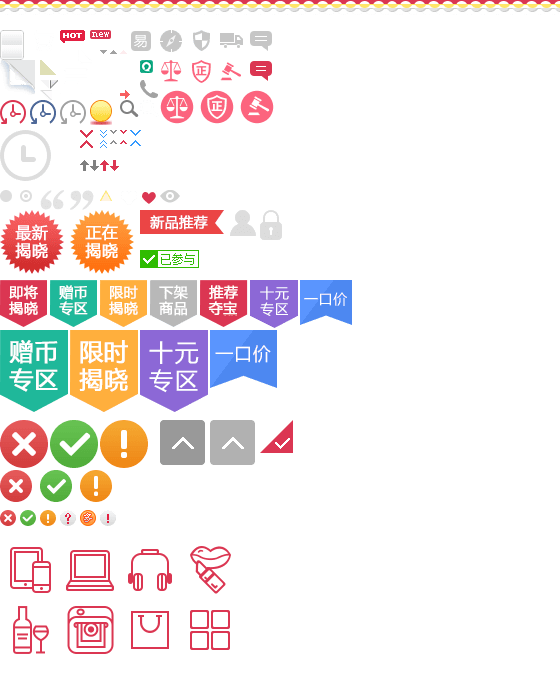 HOT new 易
正
正
新品推荐
最新 正在
揭晓 揭晓
已参与
即将 赠币 限时 下架 推荐 十元 一口价
揭晓 专区 揭晓 商品 夺宝 专区
赠币 限时 十元 一口价
专区 揭晓 专区